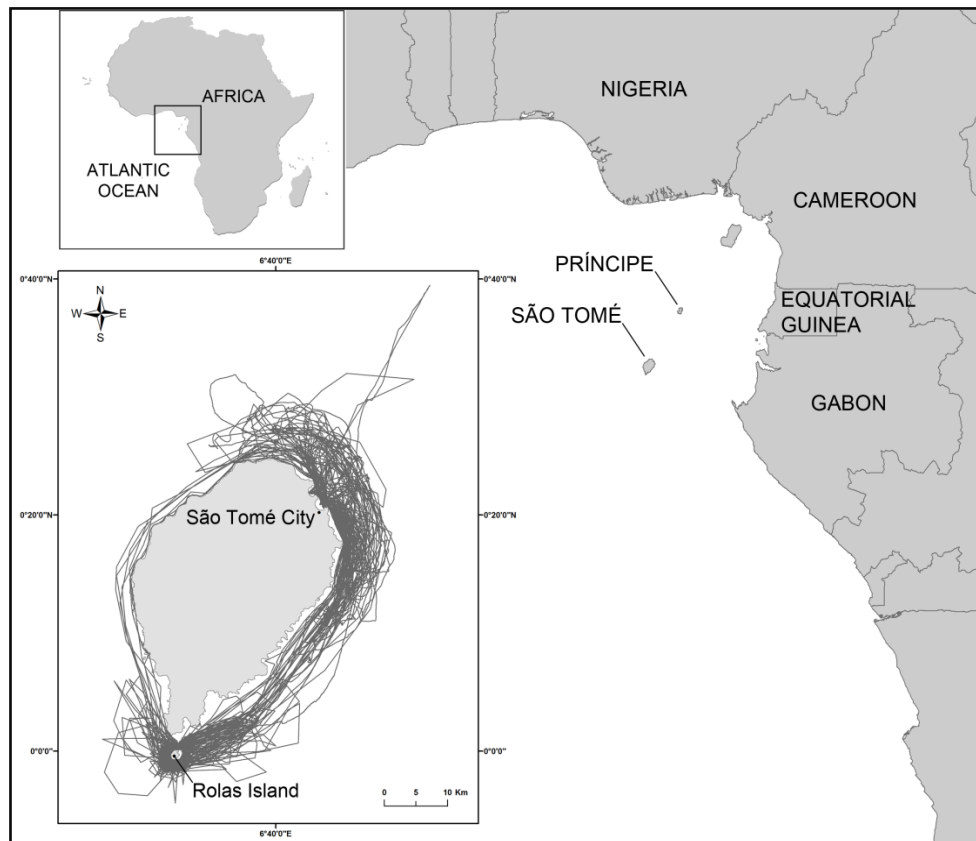 AFRICA
ATLANTIC
OCEAN
NIGERIA
CAMEROON
PRÍNCIPE
SÃO TOMÉ
EQUATORIAL
GUINEA
GABON
6°40'0"E
0°40'0"N
0°40'0"N
N
W
E
S
0°20'0"N
0°20'0"N
São Tomé City
0°0'0"
0°0'0"
Rolas Island
0 5 10 Km
6°40'0"E